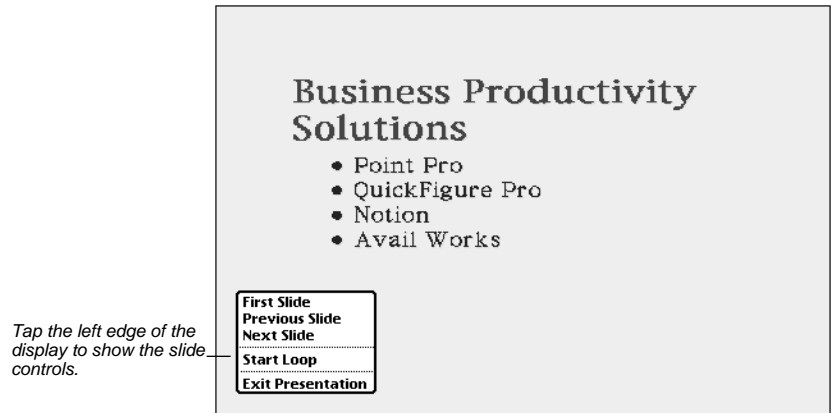 Business Productivity
Solutions
• Point Pro
• QuickFigure Pro
• Notion
• Avail Works
First Slide
Previous Slide
Next Slide
Start Loop
Exit Presentation
Tap the left edge of the
display to show the slide
controls.